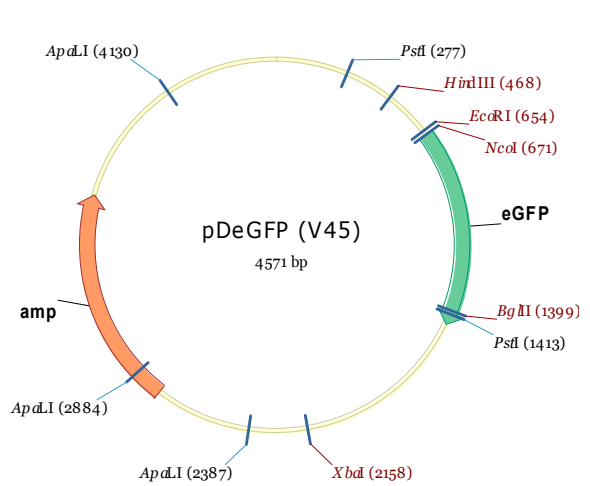 ApaLI (4130)
PstI (277)
HindIII (468)
EcoRI (654)
NcoI (671)
eGFP
pDeGFP (V45)
4571 bp
amp
BglII (1399)
PstI (1413)
ApaLI (2884)
ApaLI (2387)
XbaI (2158)